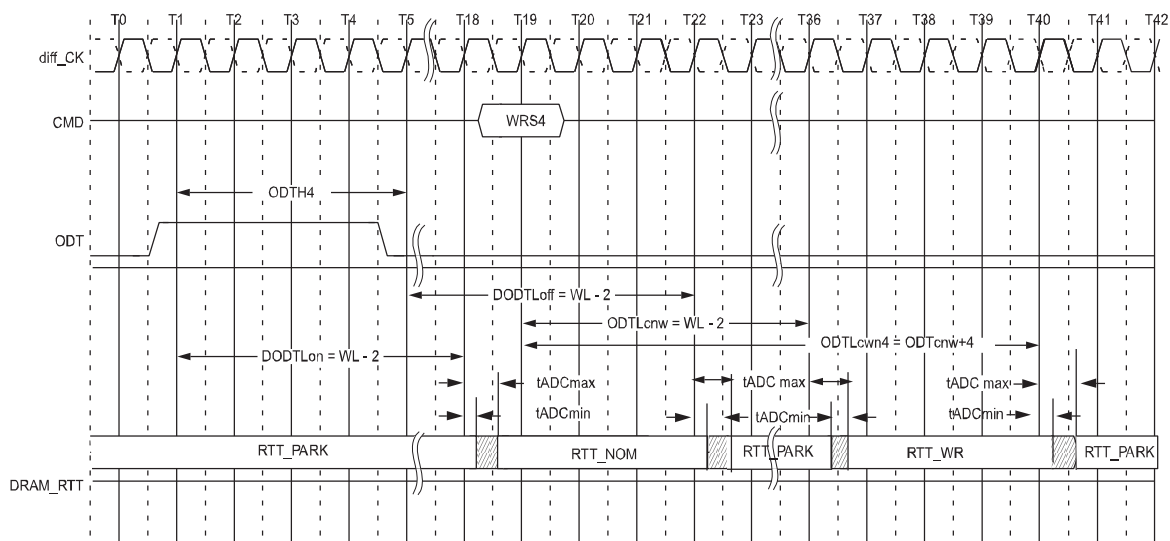 T0 T1 T2 T3 T4 T5 T18 T19 T20 T21 T22 T23 T36 T37 T38 T39 T40 T41 T42
diff_CK
CMD WRS4
ODTH4
ODT
DODTLoff = WL - 2
ODTLcnw = WL - 2
ODTLcwn4 = ODTcnw+4
DODTLon = WL - 2
tADCmax tADC max tADC max
tADCmin tADCmin tADCmin
RTT_PARK RTT_NOM RTT_PARK RTT_WR RTT_PARK
DRAM_RTT